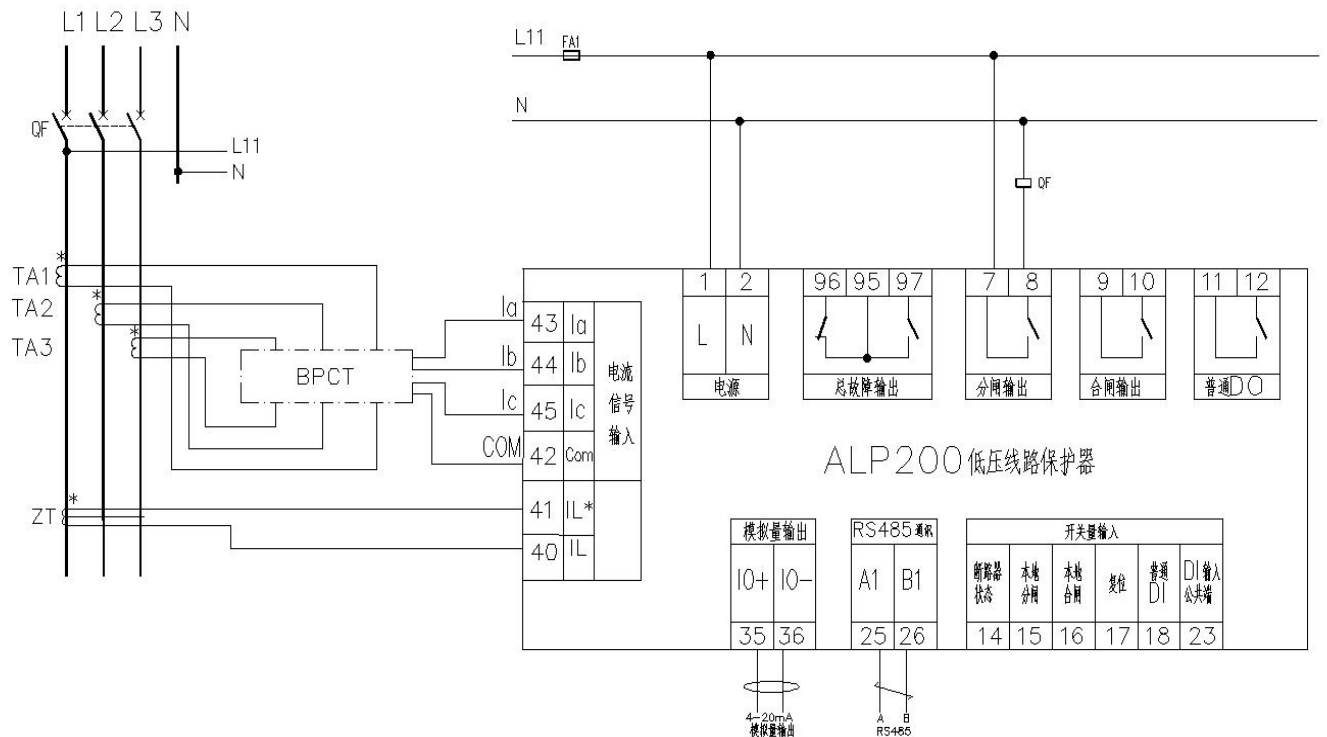 L1 L2 L3 N
QF
L11
N
L11
FA1
N
QF
TA1
TA2
TA3
*
*
*
BPCT
Ia
Ib
Ic
COM
43 Ia
44 Ib
45 Ic
42 Com
41 IL*
40 IL
电流
信号
输入
ZT
*
1 2
L N
电源
96 95 97
总故障输出
7 8
分闸输出
9 10
合闸输出
11 12
普通DO
ALP200低压线路保护器
模拟量输出
IO+ IO-
35 36
4-20mA
模拟量输出
RS485通讯
A1 B1
25 26
A B
RS485
开关量输入
断路器
状态
本地
分闸
本地
合闸
复位
普通
DI
DI输入
公共端
14 15 16 17 18 23